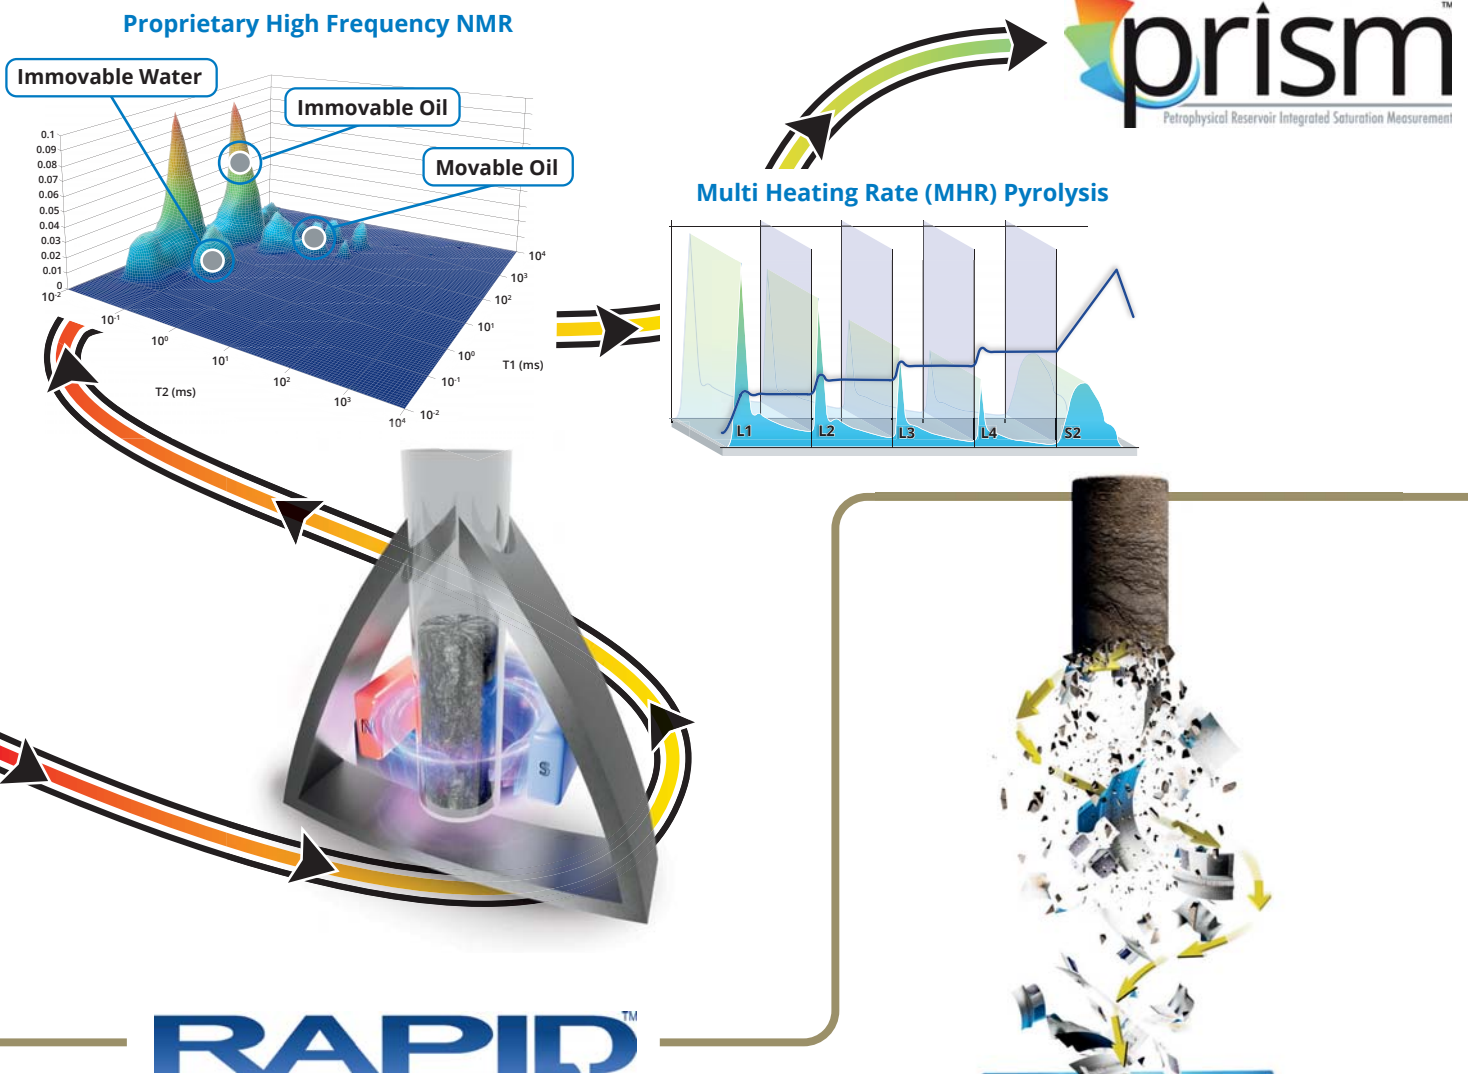 Proprietary High Frequency NMR
Immovable Water
Immovable Oil
Movable Oil
0.1
0.09
0.08
0.07
0.06
0.05
0.04
0.03
0.02
0.01
0
10-2
10-1
10⁰
10¹
10²
10³
10⁴
T2 (ms)
10⁴
10³
10²
10¹
10⁰
10-1
10-2
T1 (ms)
prism™
Petrophysical Reservoir Integrated Saturation Measurement
Multi Heating Rate (MHR) Pyrolysis
L1 L2 L3 L4 S2
N
S
RAPID™